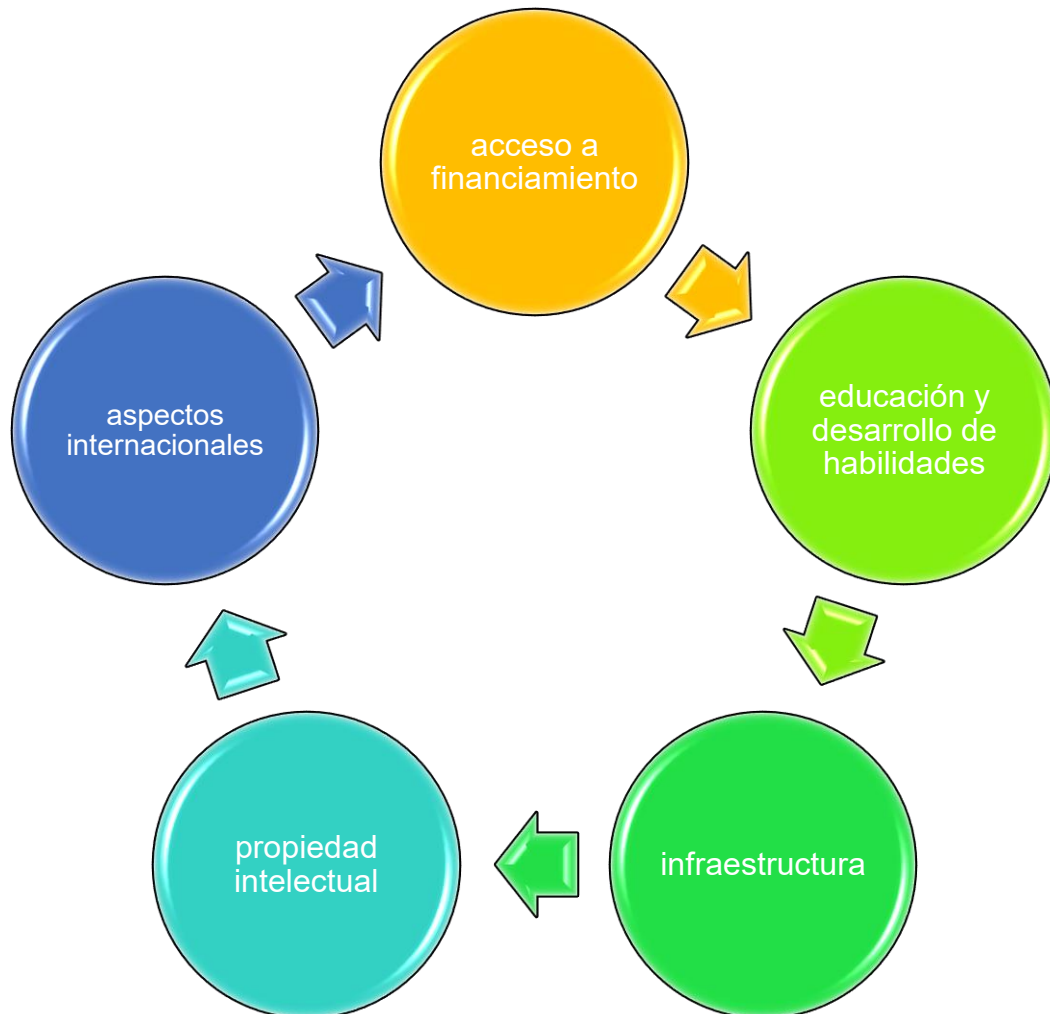 acceso a
financiamiento
educación y
desarrollo de
habilidades
infraestructura
propiedad
intelectual
aspectos
internacionales